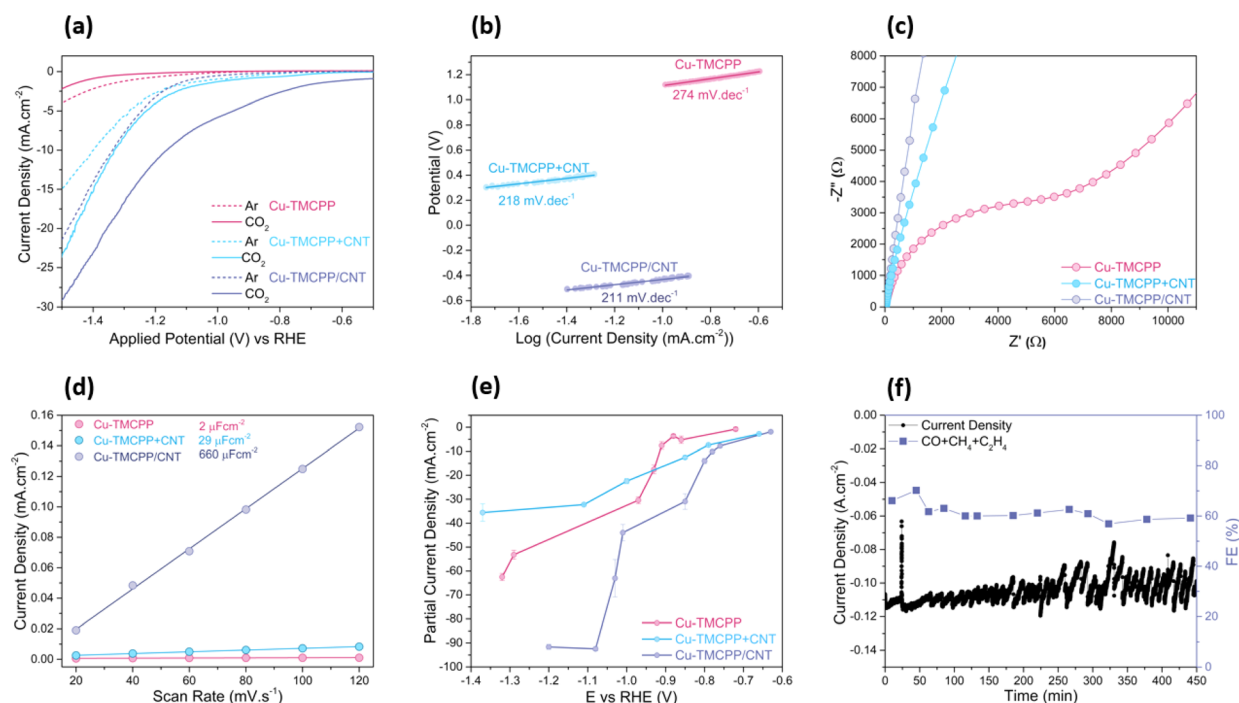 (a)
0
-5
-10
-15
-20
-25
-30
Current Density (mA.cm-2)
-1.4
-1.2
-1.0
-0.8
-0.6
Applied Potential (V) vs RHE
Ar Cu-TMCPP
CO2
Ar Cu-TMCPP+CNT
CO2
Ar Cu-TMCPP/CNT
CO2
(b)
1.2
1.0
0.8
0.6
0.4
0.2
0.0
-0.2
-0.4
-0.6
Potential (V)
Cu-TMCPP
274 mV.dec-1
Cu-TMCPP+CNT
218 mV.dec-1
Cu-TMCPP/CNT
211 mV.dec-1
-1.8
-1.6
-1.4
-1.2
-1.0
-0.8
-0.6
-0.4
Log (Current Density (mA.cm-2))
(c)
8000
7000
6000
5000
4000
3000
2000
1000
0
-Z" (Ω)
Cu-TMCPP
Cu-TMCPP+CNT
Cu-TMCPP/CNT
0
2000
4000
6000
8000
10000
Z' (Ω)
(d)
0.16
0.14
0.12
0.10
0.08
0.06
0.04
0.02
0.00
Current Density (mA.cm-2)
Cu-TMCPP 2 μFcm-2
Cu-TMCPP+CNT 29 μFcm-2
Cu-TMCPP/CNT 660 μFcm-2
20
40
60
80
100
120
Scan Rate (mV.s-1)
(e)
0
-10
-20
-30
-40
-50
-60
-70
-80
-90
-100
Partial Current Density (mA.cm-2)
Cu-TMCPP
Cu-TMCPP+CNT
Cu-TMCPP/CNT
-1.4
-1.3
-1.2
-1.1
-1.0
-0.9
-0.8
-0.7
-0.6
E vs RHE (V)
(f)
0.00
-0.02
-0.04
-0.06
-0.08
-0.10
-0.12
-0.14
Current Density (A.cm-2)
Current Density
CO+CH4+C2H4
100
80
60
40
20
0
FE (%)
0
50
100
150
200
250
300
350
400
450
Time (min)